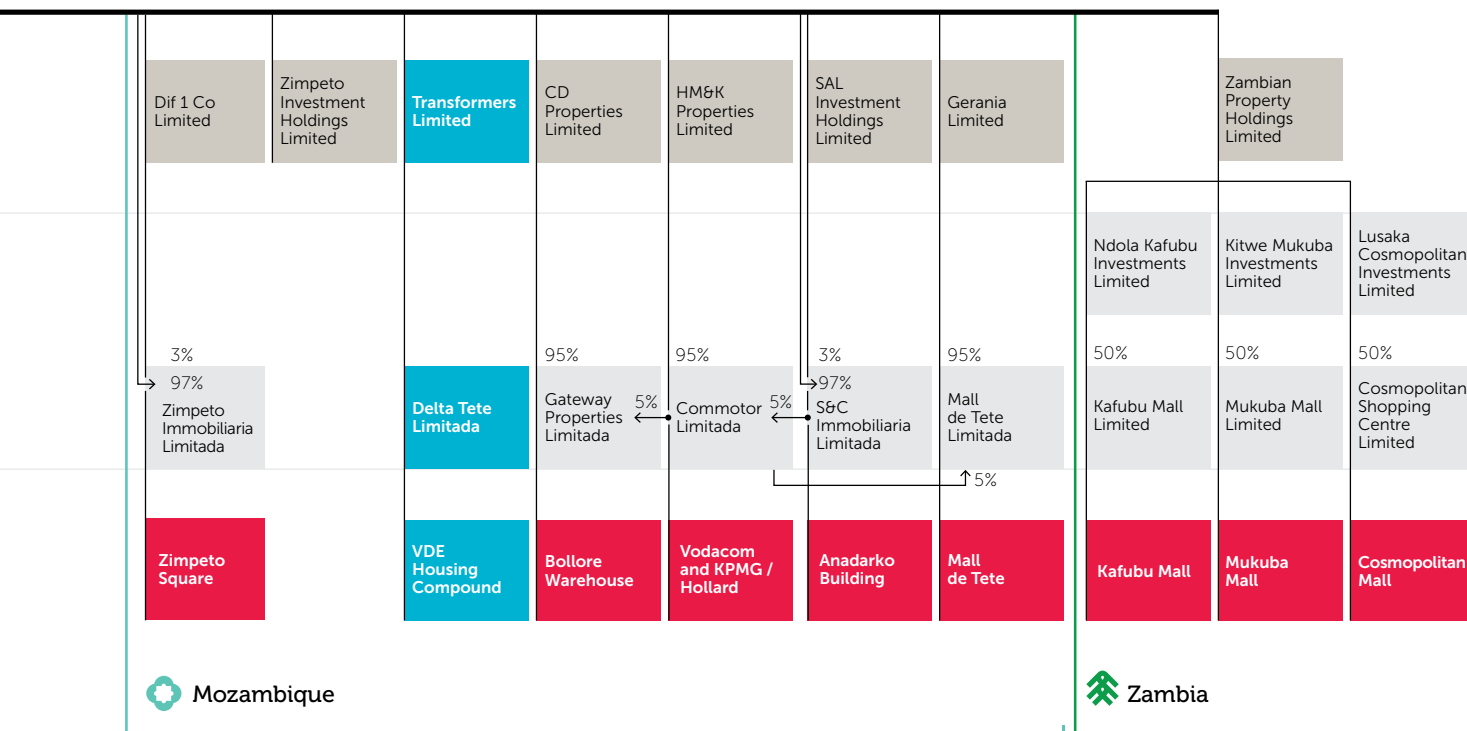 Dif 1 Co
Limited
Zimpeto
Investment
Holdings
Limited
Transformers
Limited
CD
Properties
Limited
HM&K
Properties
Limited
SAL
Investment
Holdings
Limited
Gerania
Limited
Zambian
Property
Holdings
Limited
Ndola Kafubu
Investments
Limited
Kitwe Mukuba
Investments
Limited
Lusaka
Cosmopolitan
Investments
Limited
3%
97%
Zimpeto
Immobiliaria
Limitada
Delta Tete
Limitada
95%
Gateway
Properties
Limitada
5%
95%
Commotor
Limitada
5%
3%
97%
S&C
Immobiliaria
Limitada
95%
Mall
de Tete
Limitada
5%
50%
Kafubu Mall
Limited
50%
Mukuba Mall
Limited
50%
Cosmopolitan
Shopping
Centre
Limited
Zimpeto
Square
VDE
Housing
Compound
Bollore
Warehouse
Vodacom
and KPMG /
Hollard
Anadarko
Building
Mall
de Tete
Kafubu Mall
Mukuba
Mall
Cosmopolitan
Mall
Mozambique
Zambia